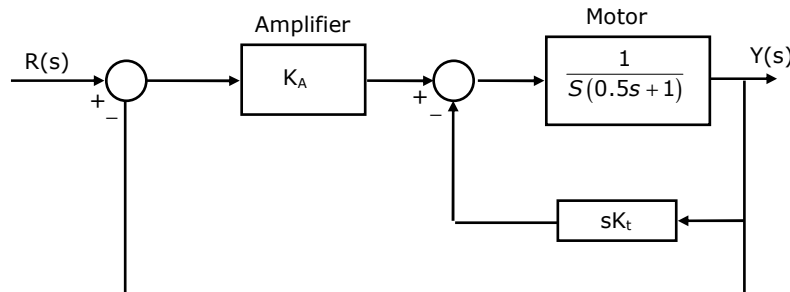 Amplifier
Motor
R(s)
+
−
K_A
+
−
1
S(0.5s+1)
Y(s)
sK_t